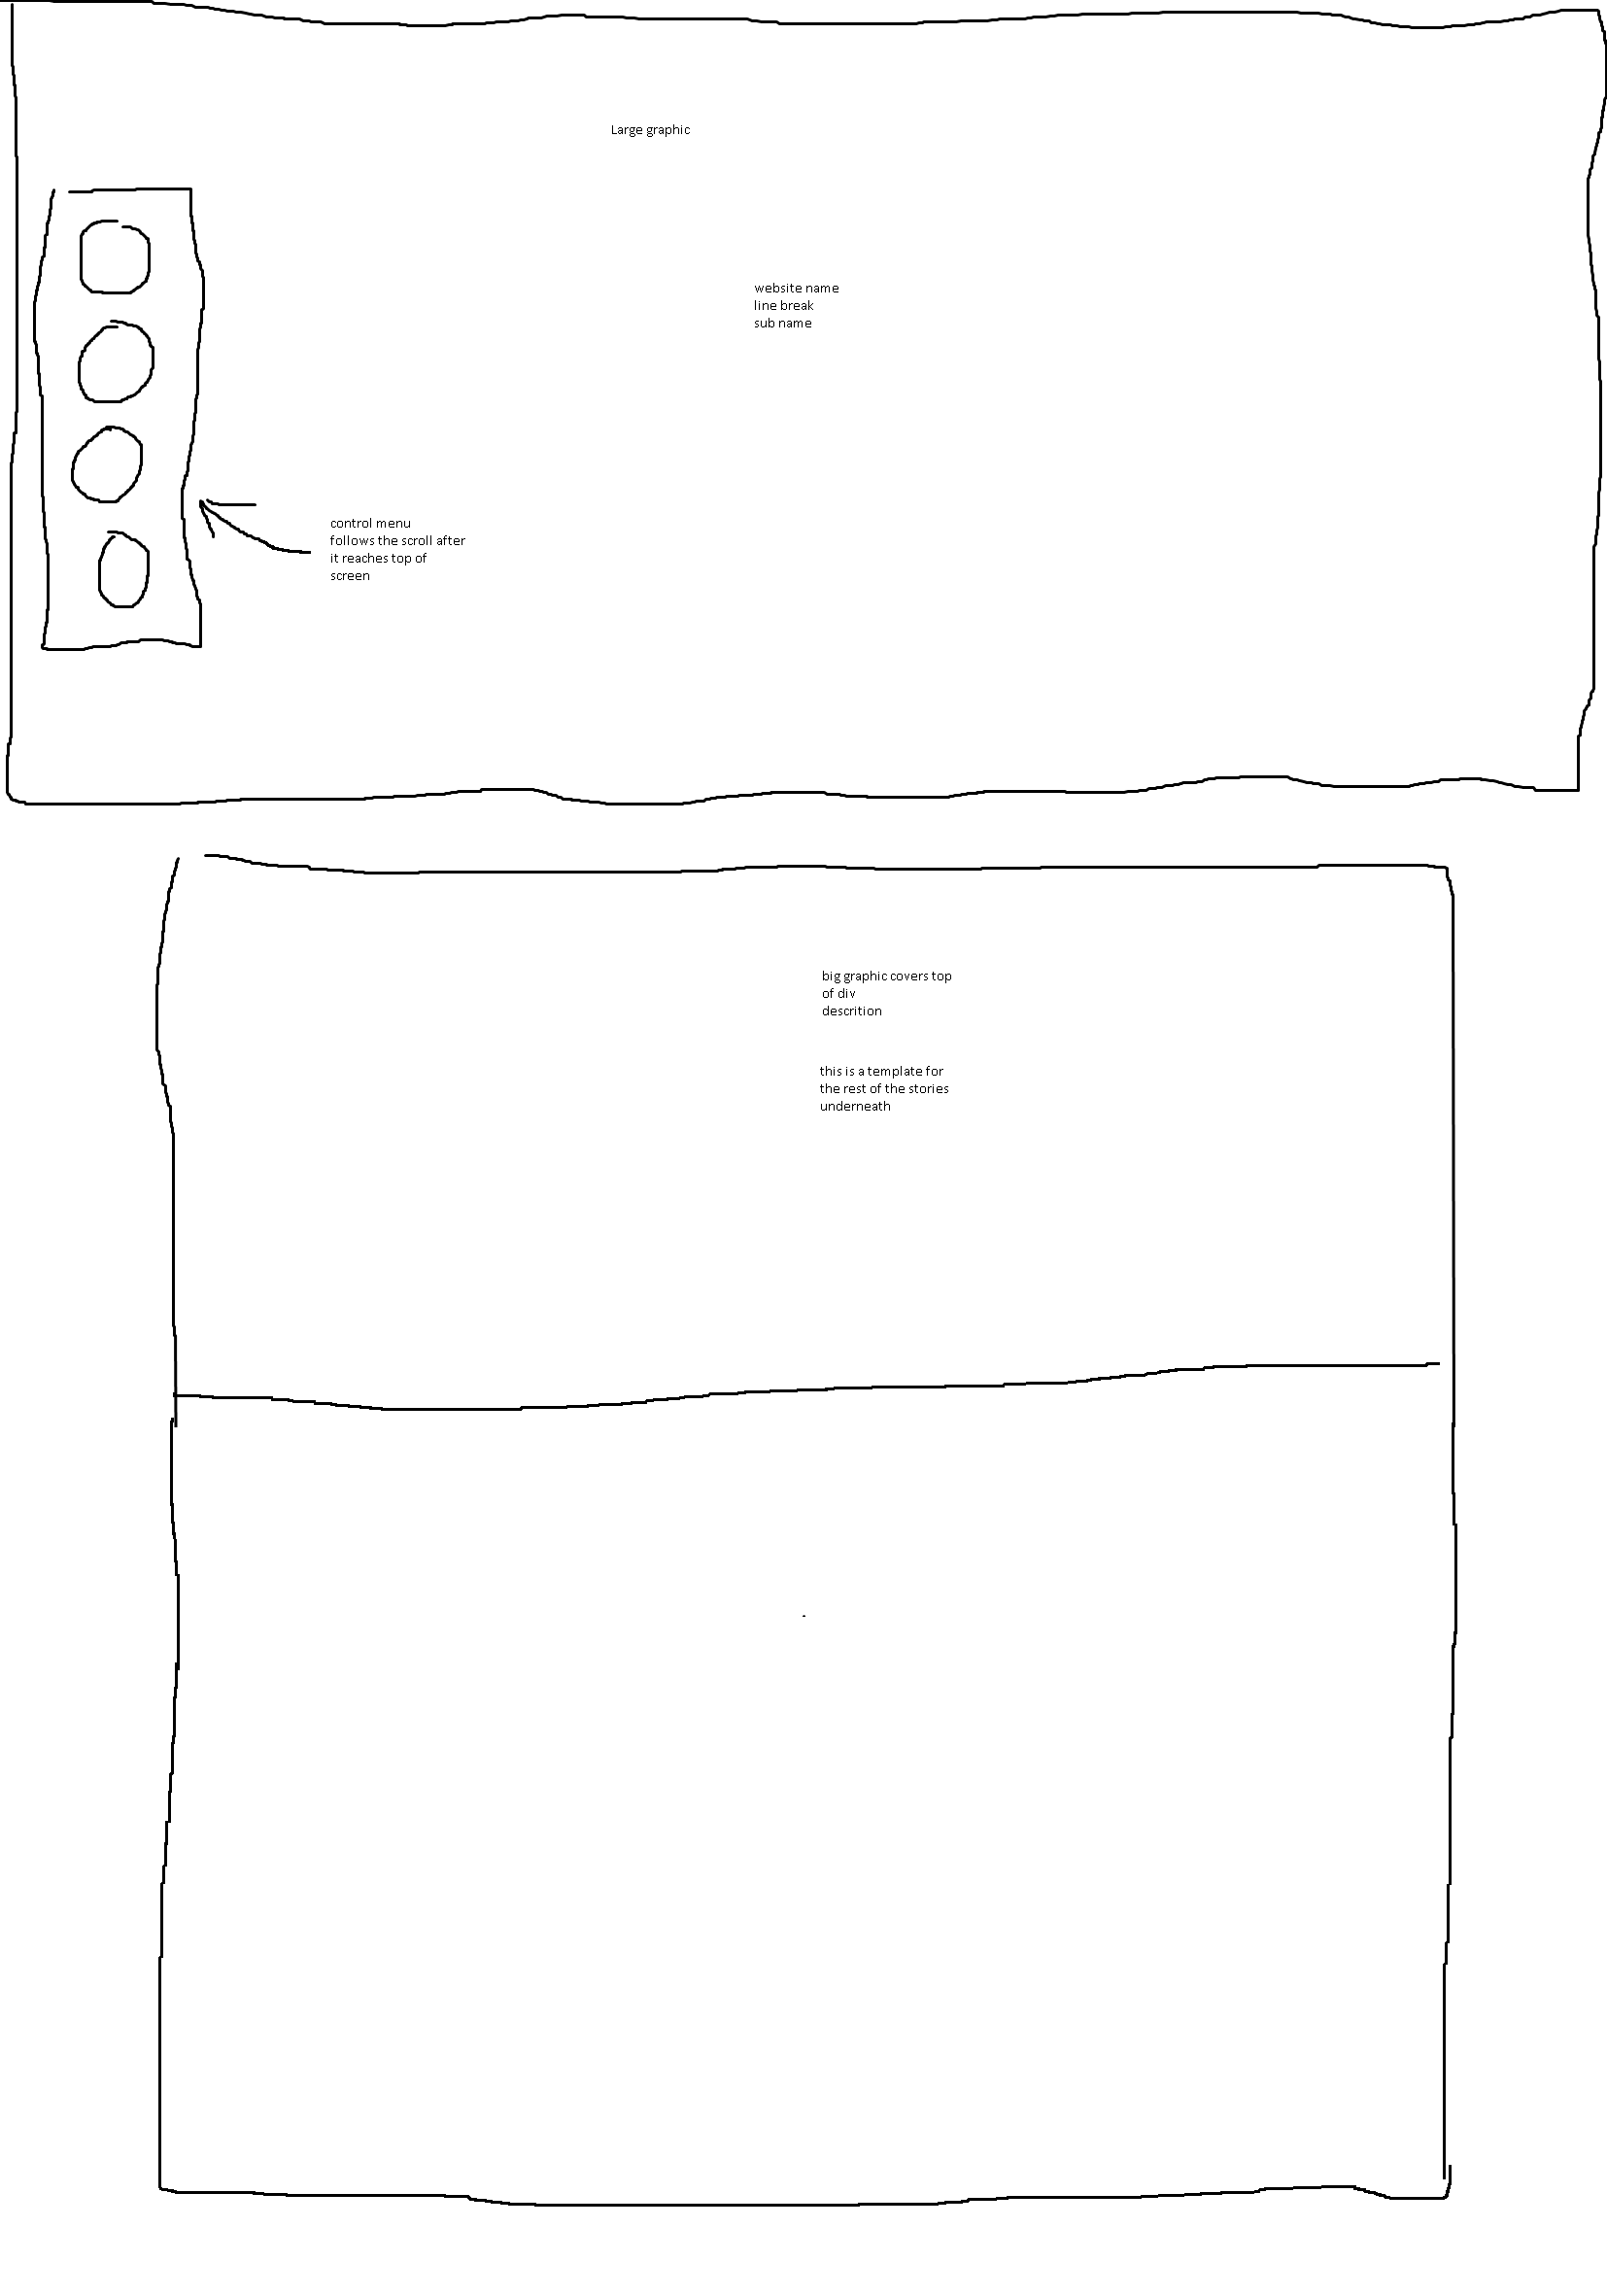 Large graphic
website name
line break
sub name
control menu
follows the scroll after
it reaches top of
screen
big graphic covers top
of div
descrition
this is a template for
the rest of the stories
underneath